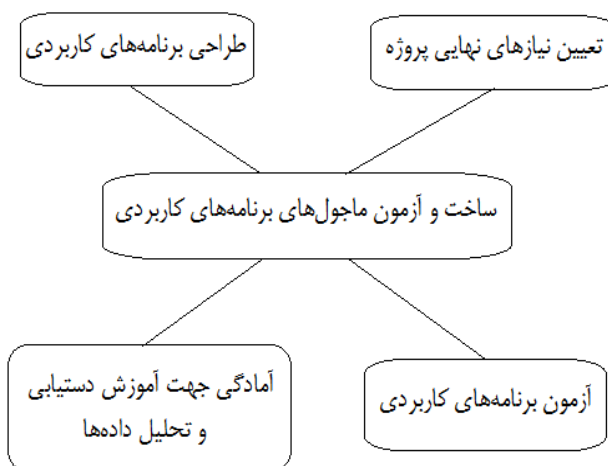 تعیین نیازهای نهایی پروژه
طراحی برنامه‌های کاربردی
ساخت و آزمون ماجول‌های برنامه‌های کاربردی
آزمون برنامه‌های کاربردی
آمادگی جهت آموزش دستیابی
و تحلیل داده‌ها